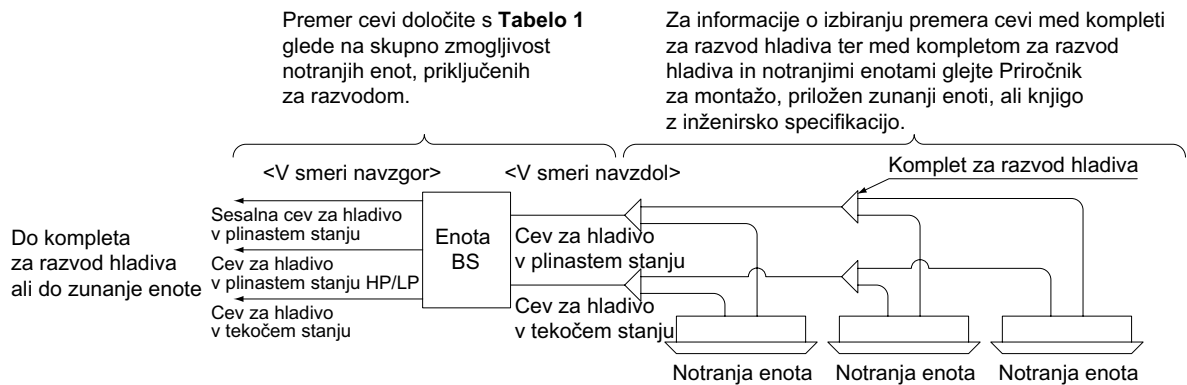 Premer cevi določite s Tabelo 1
glede na skupno zmogljivost
notranjih enot, priključenih
za razvodom.
Za informacije o izbiranju premera cevi med kompleti
za razvod hladiva ter med kompletom za razvod
hladiva in notranjimi enotami glejte Priročnik
za montažo, priložen zunanji enoti, ali knjigo
z inženirsko specifikacijo.
<V smeri navzgor>
<V smeri navzdol>
Komplet za razvod hladiva
Do kompleta
za razvod hladiva
ali do zunanje enote
Sesalna cev za hladivo
v plinastem stanju
Cev za hladivo
v plinastem stanju HP/LP
Cev za hladivo
v tekočem stanju
Enota
BS
Cev za hladivo
v plinastem stanju
Cev za hladivo
v tekočem stanju
Notranja enota
Notranja enota
Notranja enota